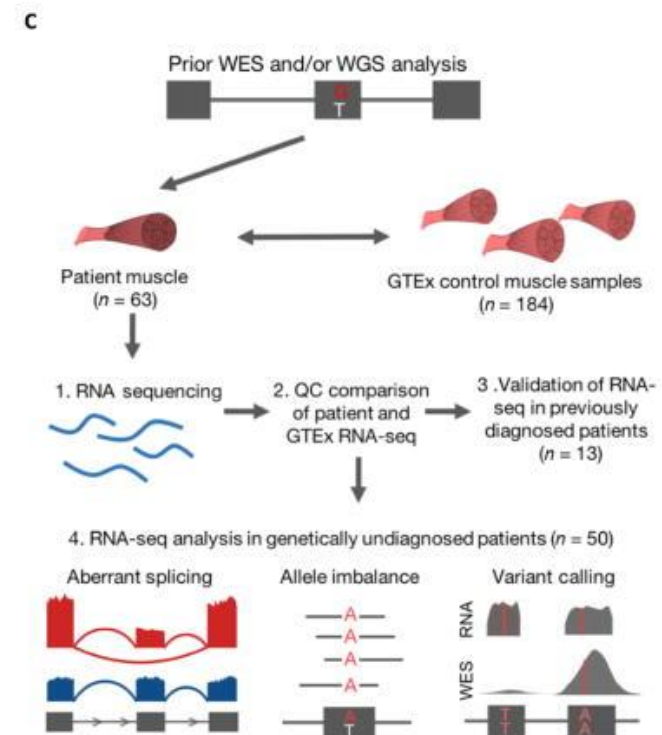 C
Prior WES and/or WGS analysis
T
Patient muscle
(n = 63)
GTEx control muscle samples
(n = 184)
1. RNA sequencing
2. QC comparison
of patient and
GTEx RNA-seq
3 .Validation of RNA-
seq in previously
diagnosed patients
(n = 13)
4. RNA-seq analysis in genetically undiagnosed patients (n = 50)
Aberrant splicing
Allele imbalance
A
A
A
A
A
T
Variant calling
RNA
WES
T
T
A
A